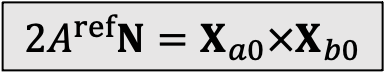 2A^ref N = X_a0 × X_b0